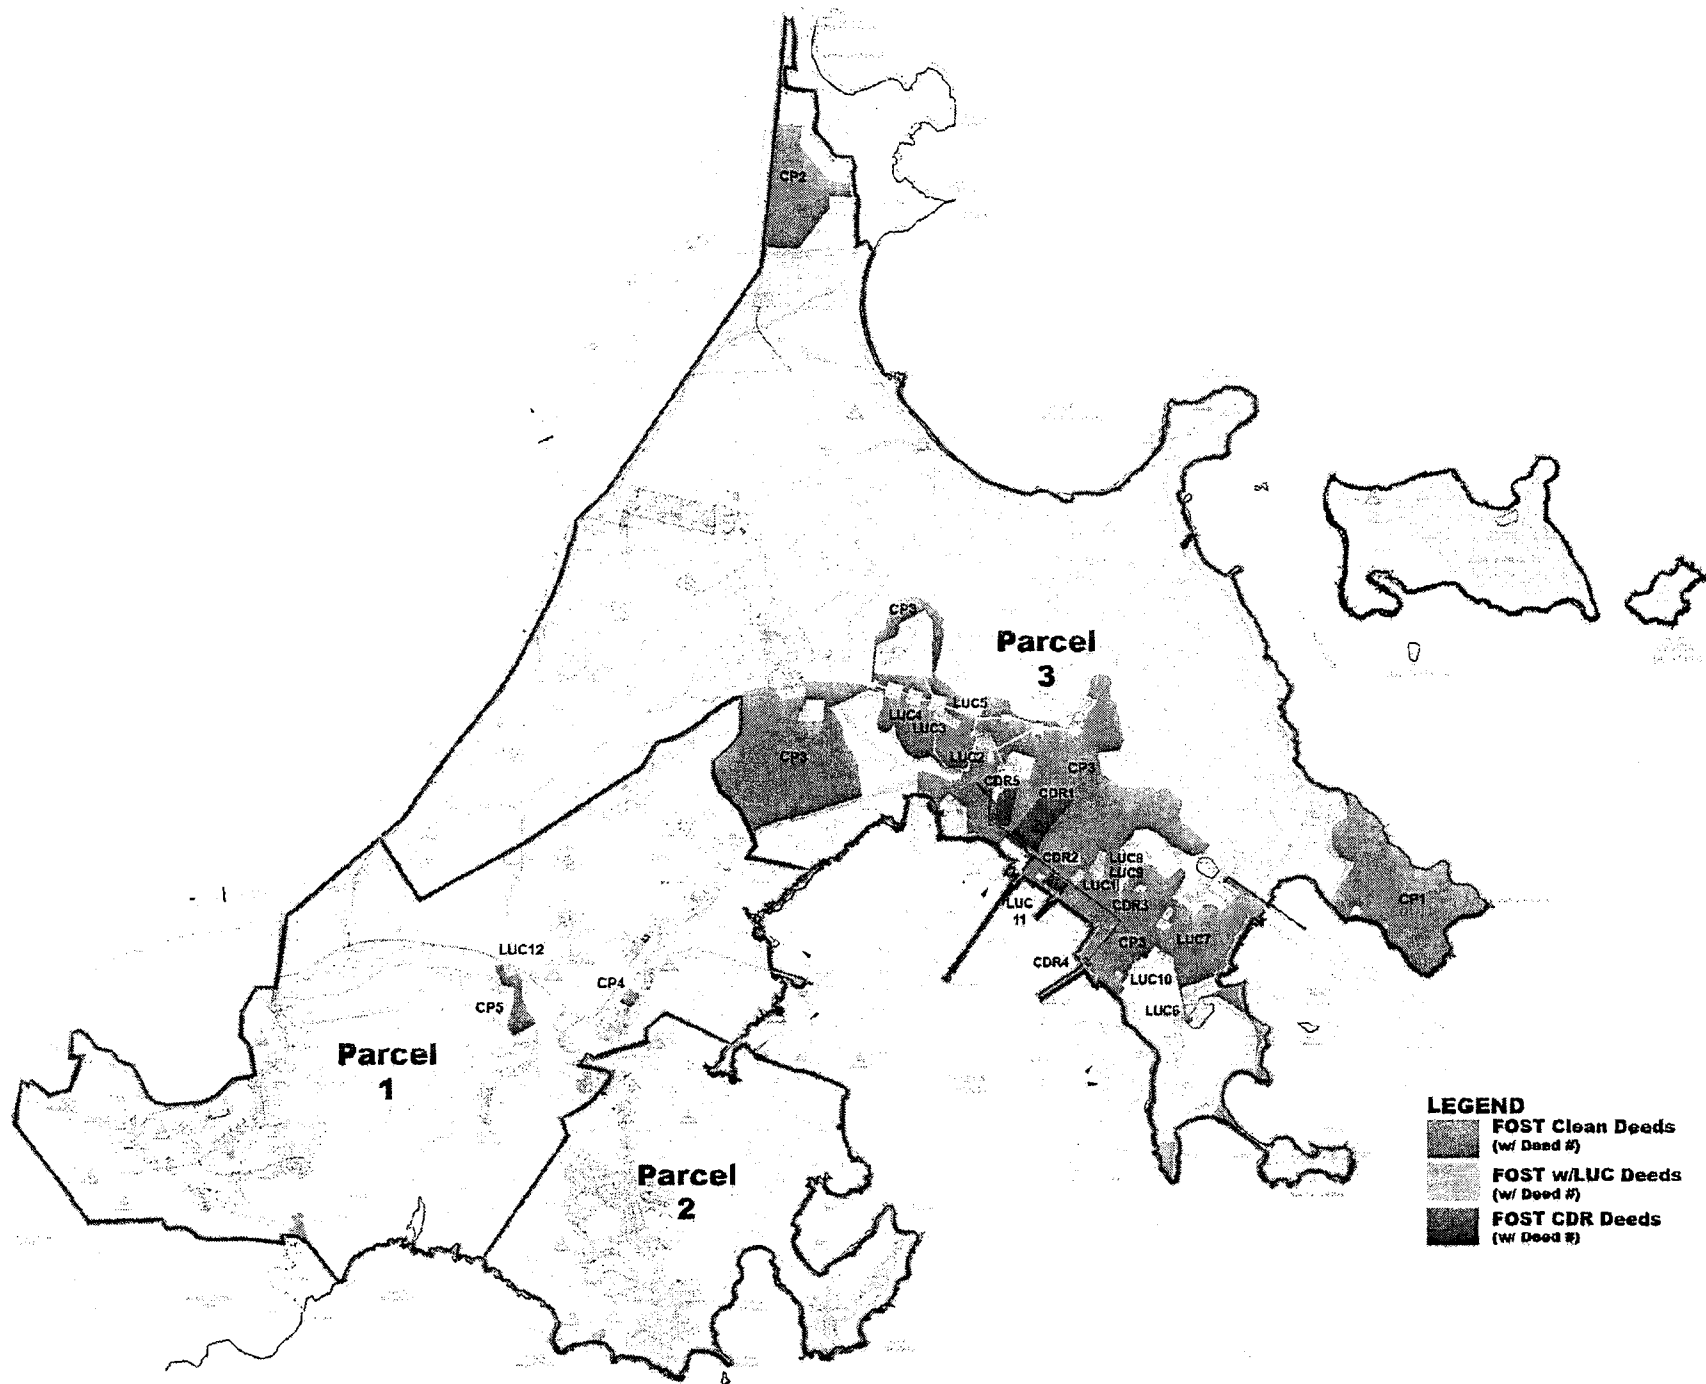 CP2
CP3
Parcel
3
LUC5
LUC4
LUC3
CP3
LUC2
CP3
CDR5
CDR1
CDR2
LUC8
LUC9
LUC1
LUC
11
CDR3
CP1
CP3
LUC7
CDR4
LUC10
LUC6
LUC12
CP4
CP5
Parcel
1
Parcel
2
LEGEND
FOST Clean Deeds
(w/ Deed #)
FOST w/LUC Deeds
(w/ Deed #)
FOST CDR Deeds
(w/ Deed #)